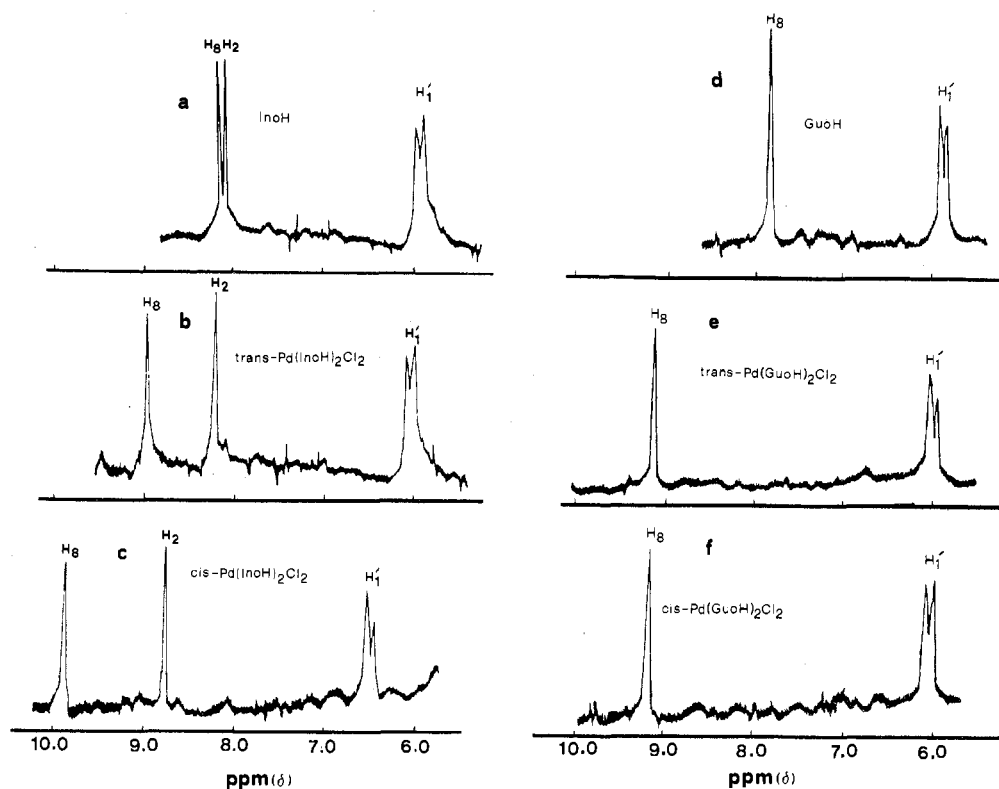 H8 H2
a
InoH
H1′
b
H8
H2
trans-Pd(InoH)2Cl2
H1′
c
H8
H2
cis-Pd(InoH)2Cl2
H1′
10.0 9.0 8.0 7.0 6.0
ppm(δ)
d
H8
GuoH
H1′
e
H8
trans-Pd(GuoH)2Cl2
H1′
f
H8
cis-Pd(GuoH)2Cl2
H1′
10.0 9.0 8.0 7.0 6.0
ppm(δ)